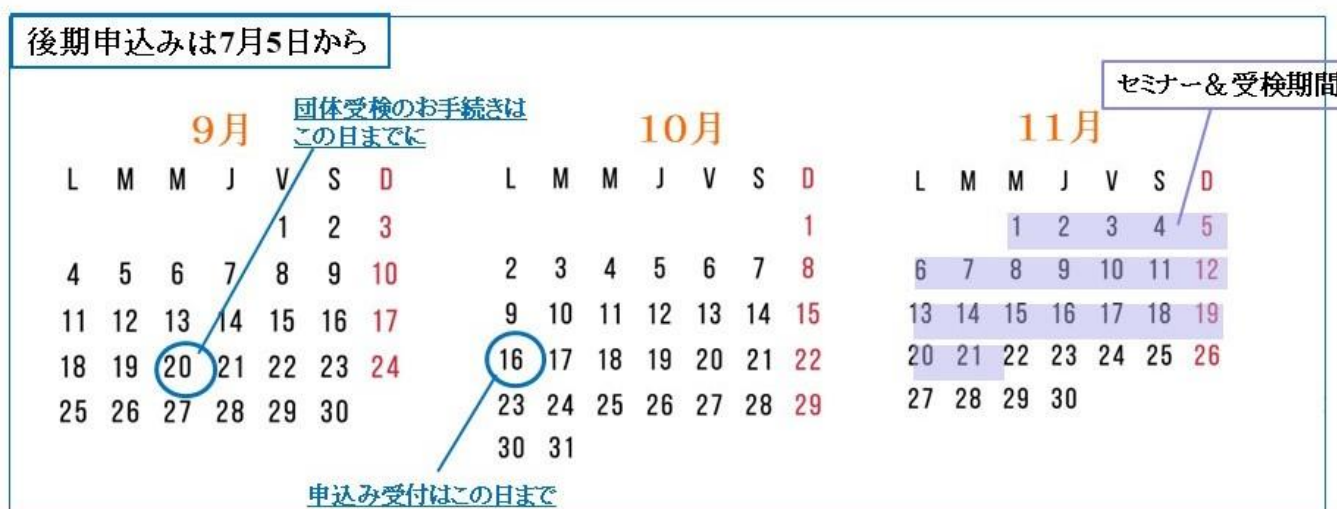 後期申込みは7月5日から
セミナー&受検期間
団体受検のお手続きは
この日までに
9月
L M M J V S D
1 2 3
4 5 6 7 8 9 10
11 12 13 14 15 16 17
18 19 20 21 22 23 24
25 26 27 28 29 30
10月
L M M J V S D
1
2 3 4 5 6 7 8
9 10 11 12 13 14 15
16 17 18 19 20 21 22
23 24 25 26 27 28 29
30 31
11月
L M M J V S D
1 2 3 4 5
6 7 8 9 10 11 12
13 14 15 16 17 18 19
20 21 22 23 24 25 26
27 28 29 30
申込み受付はこの日まで